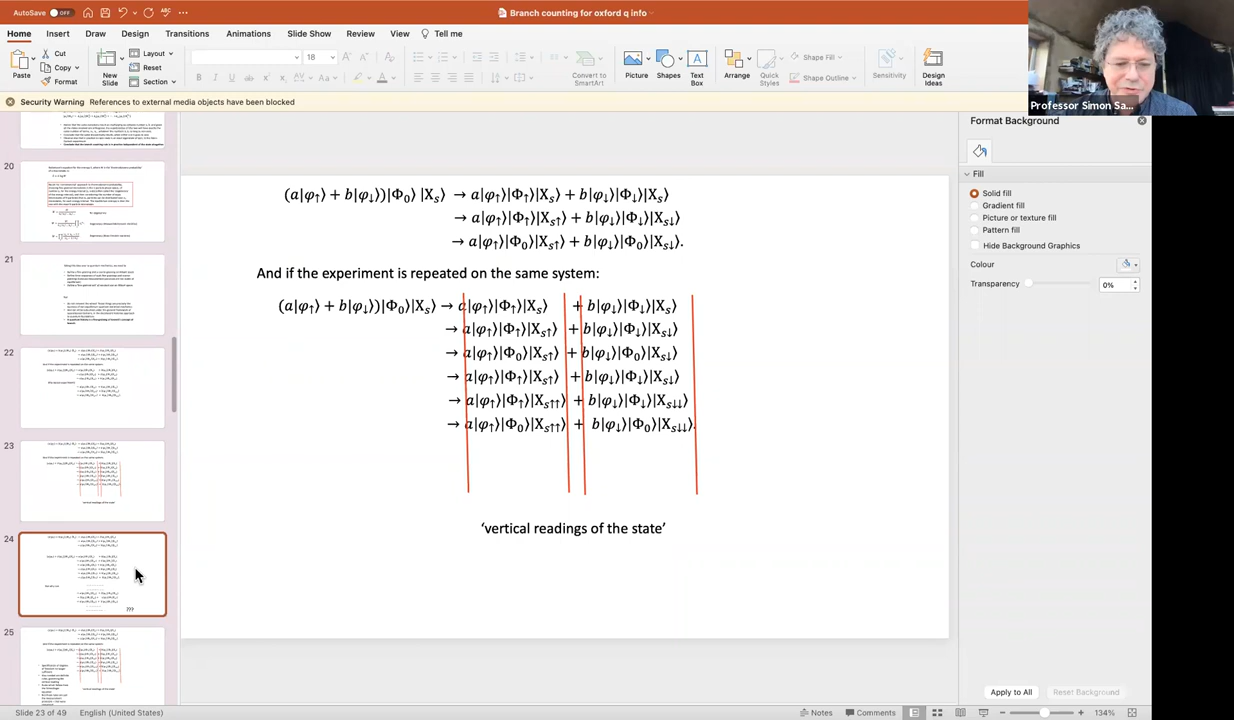 AutoSave OFF
Branch counting for oxford q info
Home Insert Draw Design Transitions Animations Slide Show Review View Tell me
Paste
Cut
Copy
Format
New Slide
Layout
Reset
Section
18
Convert to SmartArt
Picture
Shapes
Text Box
Arrange
Quick Styles
Shape Fill
Shape Outline
Sensitivity
Design Ideas
Professor Simon Sa...
Security Warning References to external media objects have been blocked
20
21
22
23
24
25
(a|φ↑⟩ + b|φ↓⟩)|Φ₀⟩ |Xₛ⟩ → a|φ↑⟩|Φ↑⟩|Xₛ⟩ + b|φ↓⟩|Φ↓⟩|Xₛ⟩
→ a|φ↑⟩|Φ↑⟩|Xₛ↑⟩ + b|φ↓⟩|Φ↓⟩|Xₛ↓⟩
→ a|φ↑⟩|Φ₀⟩|Xₛ↑⟩ + b|φ↓⟩|Φ₀⟩|Xₛ↓⟩.
And if the experiment is repeated on the same system:
(a|φ↑⟩ + b|φ↓⟩)|Φ₀⟩|Xₛ⟩ → a|φ↑⟩|Φ↑⟩|Xₛ⟩ + b|φ↓⟩|Φ↓⟩|Xₛ⟩
→ a|φ↑⟩|Φ↑⟩|Xₛ↑⟩ + b|φ↓⟩|Φ↓⟩|Xₛ↓⟩
→ a|φ↑⟩|Φ₀⟩|Xₛ↑⟩ + b|φ↓⟩|Φ₀⟩|Xₛ↓⟩
→ a|φ↑⟩|Φ↑⟩|Xₛ↑⟩ + b|φ↓⟩|Φ↓⟩|Xₛ↓⟩
→ a|φ↑⟩|Φ↑⟩|Xₛ↑↑⟩ + b|φ↓⟩|Φ↓⟩|Xₛ↓↓⟩
→ a|φ↑⟩|Φ₀⟩|Xₛ↑↑⟩ + b|φ↓⟩|Φ₀⟩|Xₛ↓↓⟩.
‘vertical readings of the state’
Format Background
Fill
Solid fill
Gradient fill
Picture or texture fill
Pattern fill
Hide Background Graphics
Colour
Transparency 0%
Apply to All Reset Background
Slide 23 of 49 English (United States)
Notes Comments 134%